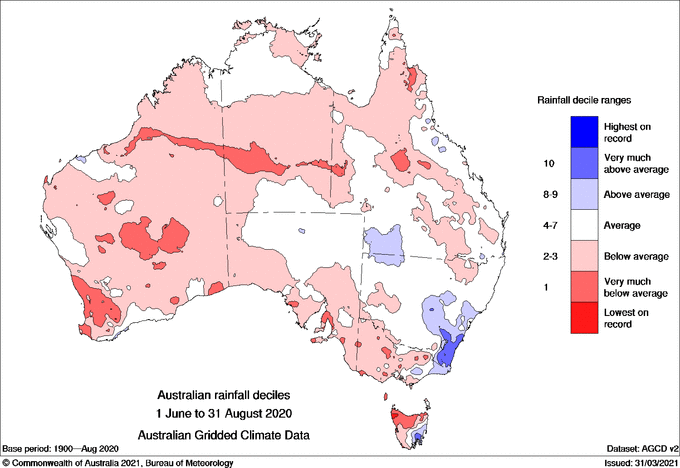 Rainfall decile ranges
Highest on
record
10
Very much
above average
8-9
Above average
4-7
Average
2-3
Below average
1
Very much
below average
Lowest on
record
Australian rainfall deciles
1 June to 31 August 2020
Australian Gridded Climate Data
Base period: 1900—Aug 2020
Dataset: AGCD v2
© Commonwealth of Australia 2021, Bureau of Meteorology
Issued: 31/03/2021